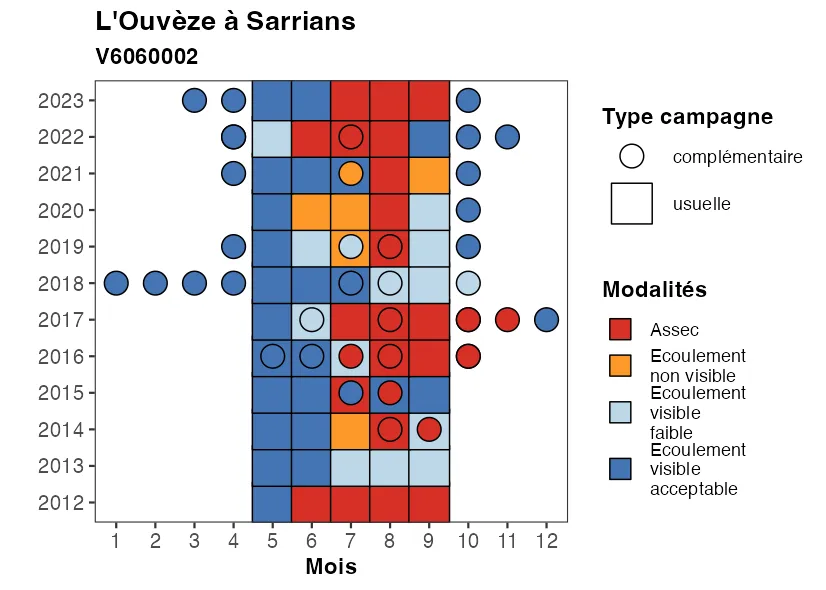 L'Ouvèze à Sarrians
V6060002
2023
2022
2021
2020
2019
2018
2017
2016
2015
2014
2013
2012
1 2 3 4 5 6 7 8 9 10 11 12
Mois
Type campagne
complémentaire
usuelle
Modalités
Assec
Ecoulement
non visible
Ecoulement
visible
faible
Ecoulement
visible
acceptable